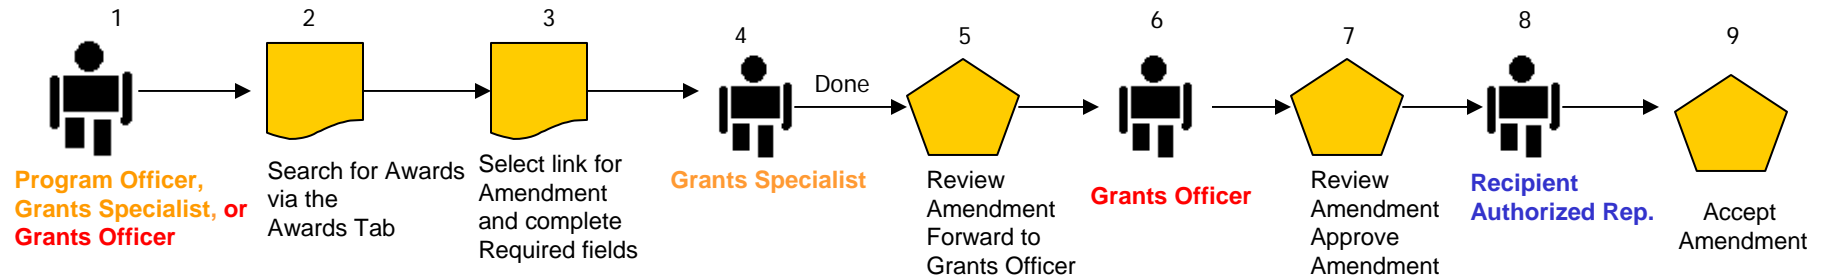 1
2
3
4
5
6
7
8
9
Done
Program Officer,
Grants Specialist, or
Grants Officer
Search for Awards
via the
Awards Tab
Select link for
Amendment
and complete
Required fields
Grants Specialist
Review
Amendment
Forward to
Grants Officer
Grants Officer
Review
Amendment
Approve
Amendment
Recipient
Authorized Rep.
Accept
Amendment